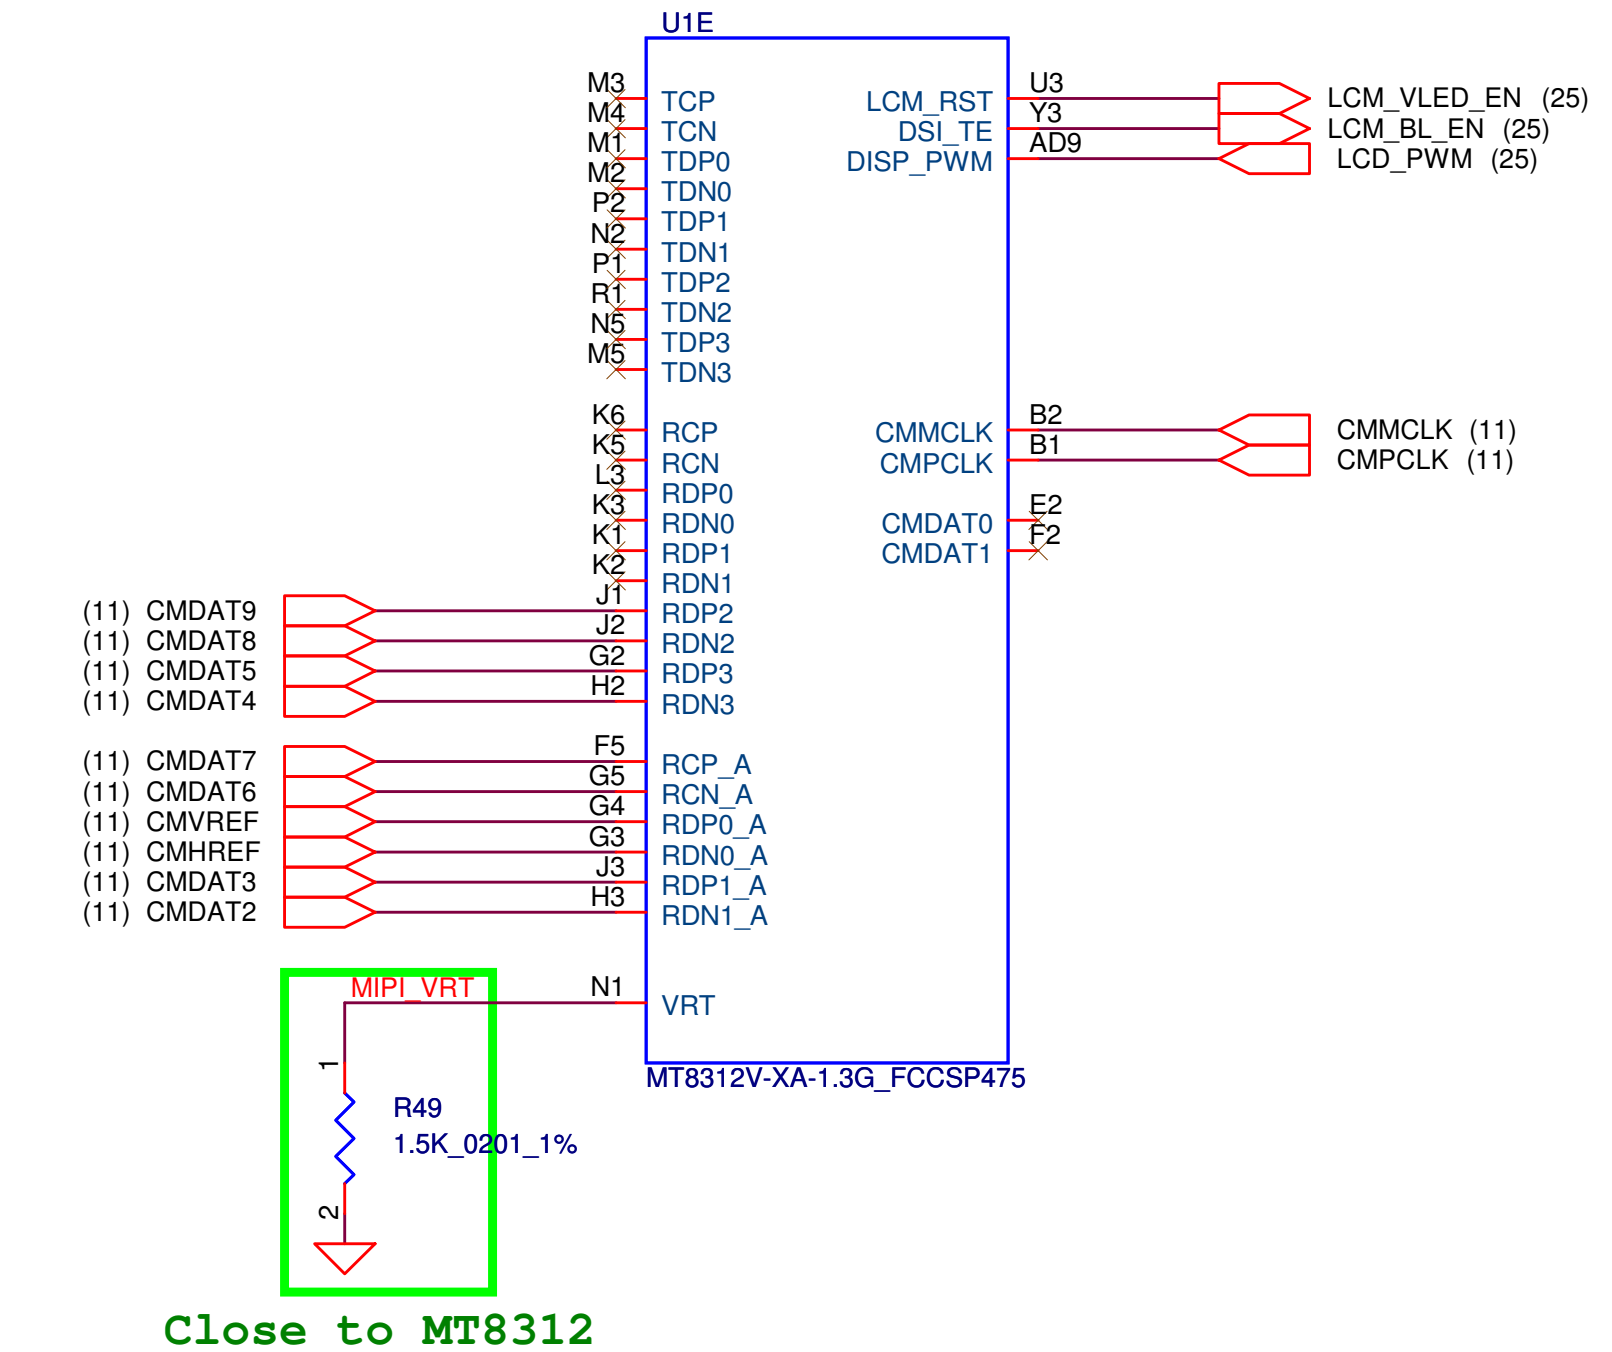 U1E
M3 TCP LCM_RST U3 LCM_VLED_EN (25)
M4 TCN DSI_TE Y3 LCM_BL_EN (25)
M1 TDP0 DISP_PWM AD9 LCD_PWM (25)
M2 TDN0
P2 TDP1
N2 TDN1
P1 TDP2
R1 TDN2
N5 TDP3
M5 TDN3
K6 RCP CMMCLK B2 CMMCLK (11)
K5 RCN CMPCLK B1 CMPCLK (11)
L3 RDP0
K3 RDN0 CMDAT0 E2
K1 RDP1 CMDAT1 F2
K2 RDN1
(11) CMDAT9 J1 RDP2
(11) CMDAT8 J2 RDN2
(11) CMDAT5 G2 RDP3
(11) CMDAT4 H2 RDN3
(11) CMDAT7 F5 RCP_A
(11) CMDAT6 G5 RCN_A
(11) CMVREF G4 RDP0_A
(11) CMHREF G3 RDN0_A
(11) CMDAT3 J3 RDP1_A
(11) CMDAT2 H3 RDN1_A
MIPI_VRT N1 VRT
MT8312V-XA-1.3G_FCCSP475
1
R49
1.5K_0201_1%
2
Close to MT8312